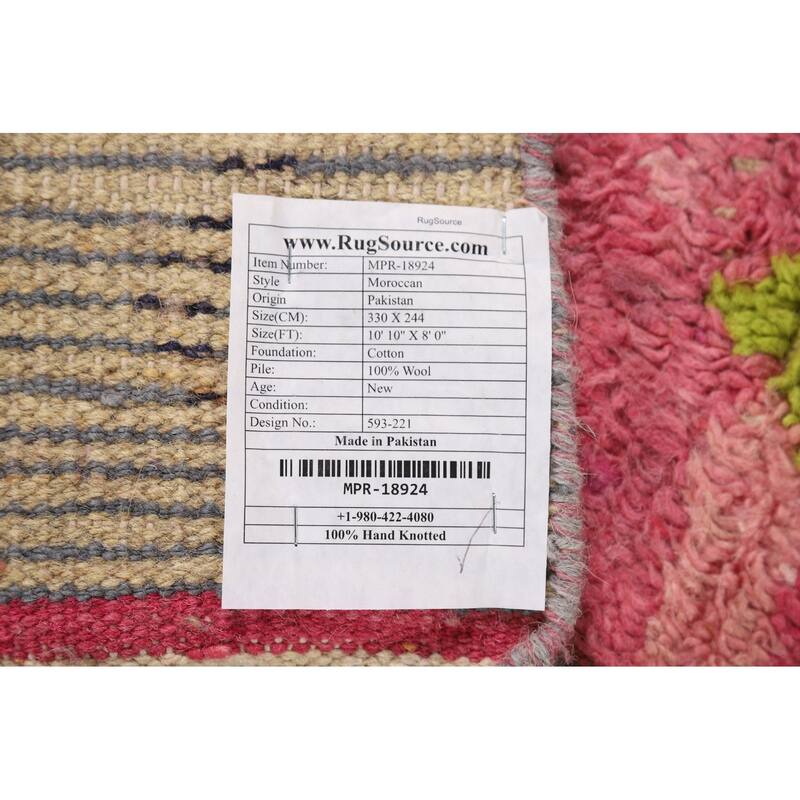 RugSource
www.RugSource.com
Item Number: MPR-18924
Style Moroccan
Origin Pakistan
Size(CM): 330 X 244
Size(FT): 10' 10" X 8' 0"
Foundation: Cotton
Pile: 100% Wool
Age: New
Condition:
Design No.: 593-221
Made in Pakistan
MPR-18924
+1-980-422-4080
100% Hand Knotted